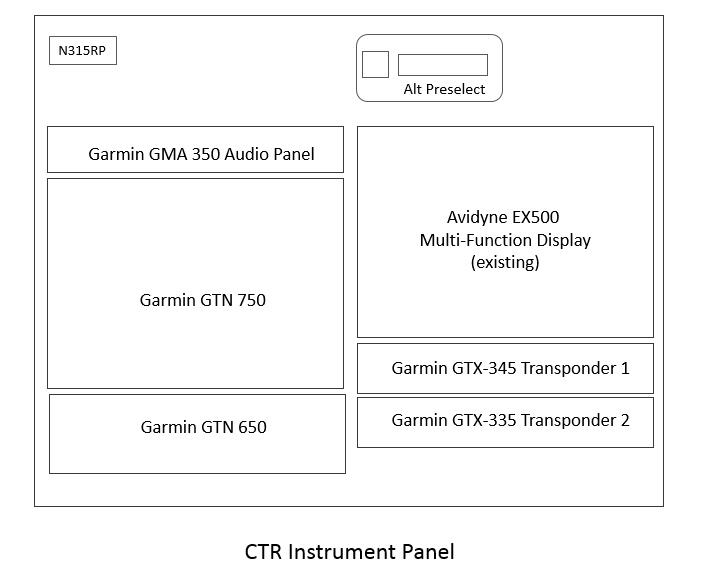 N315RP
Alt Preselect
Garmin GMA 350 Audio Panel
Garmin GTN 750
Garmin GTN 650
Avidyne EX500
Multi-Function Display
(existing)
Garmin GTX-345 Transponder 1
Garmin GTX-335 Transponder 2
CTR Instrument Panel